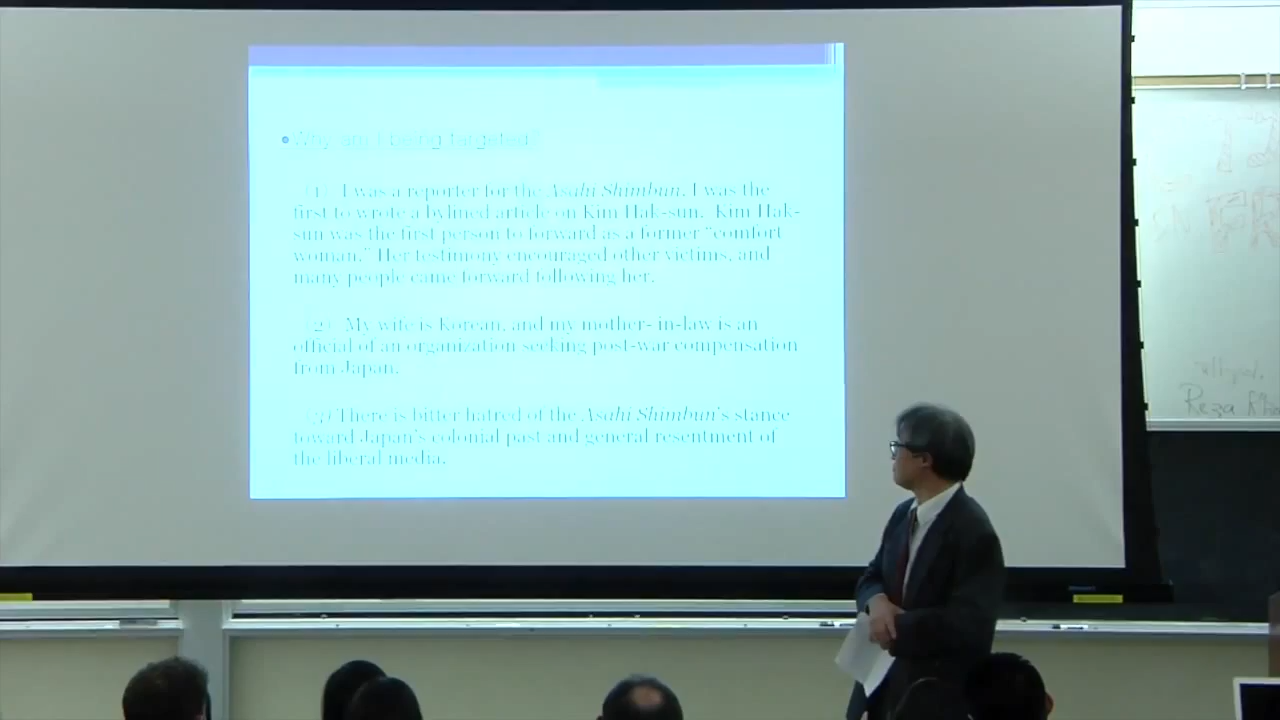 Why am I being targeted?
(1) I was a reporter for the Asahi Shimbun. I was the
first to wrote a bylined article on Kim Hak-sun. Kim Hak-
sun was the first person to forward as a former “comfort
woman.” Her testimony encouraged other victims, and
many people came forward following her.
(2) My wife is Korean, and my mother- in-law is an
official of an organization seeking post-war compensation
from Japan.
(3) There is bitter hatred of the Asahi Shimbun's stance
toward Japan's colonial past and general resentment of
the liberal media.
Reza